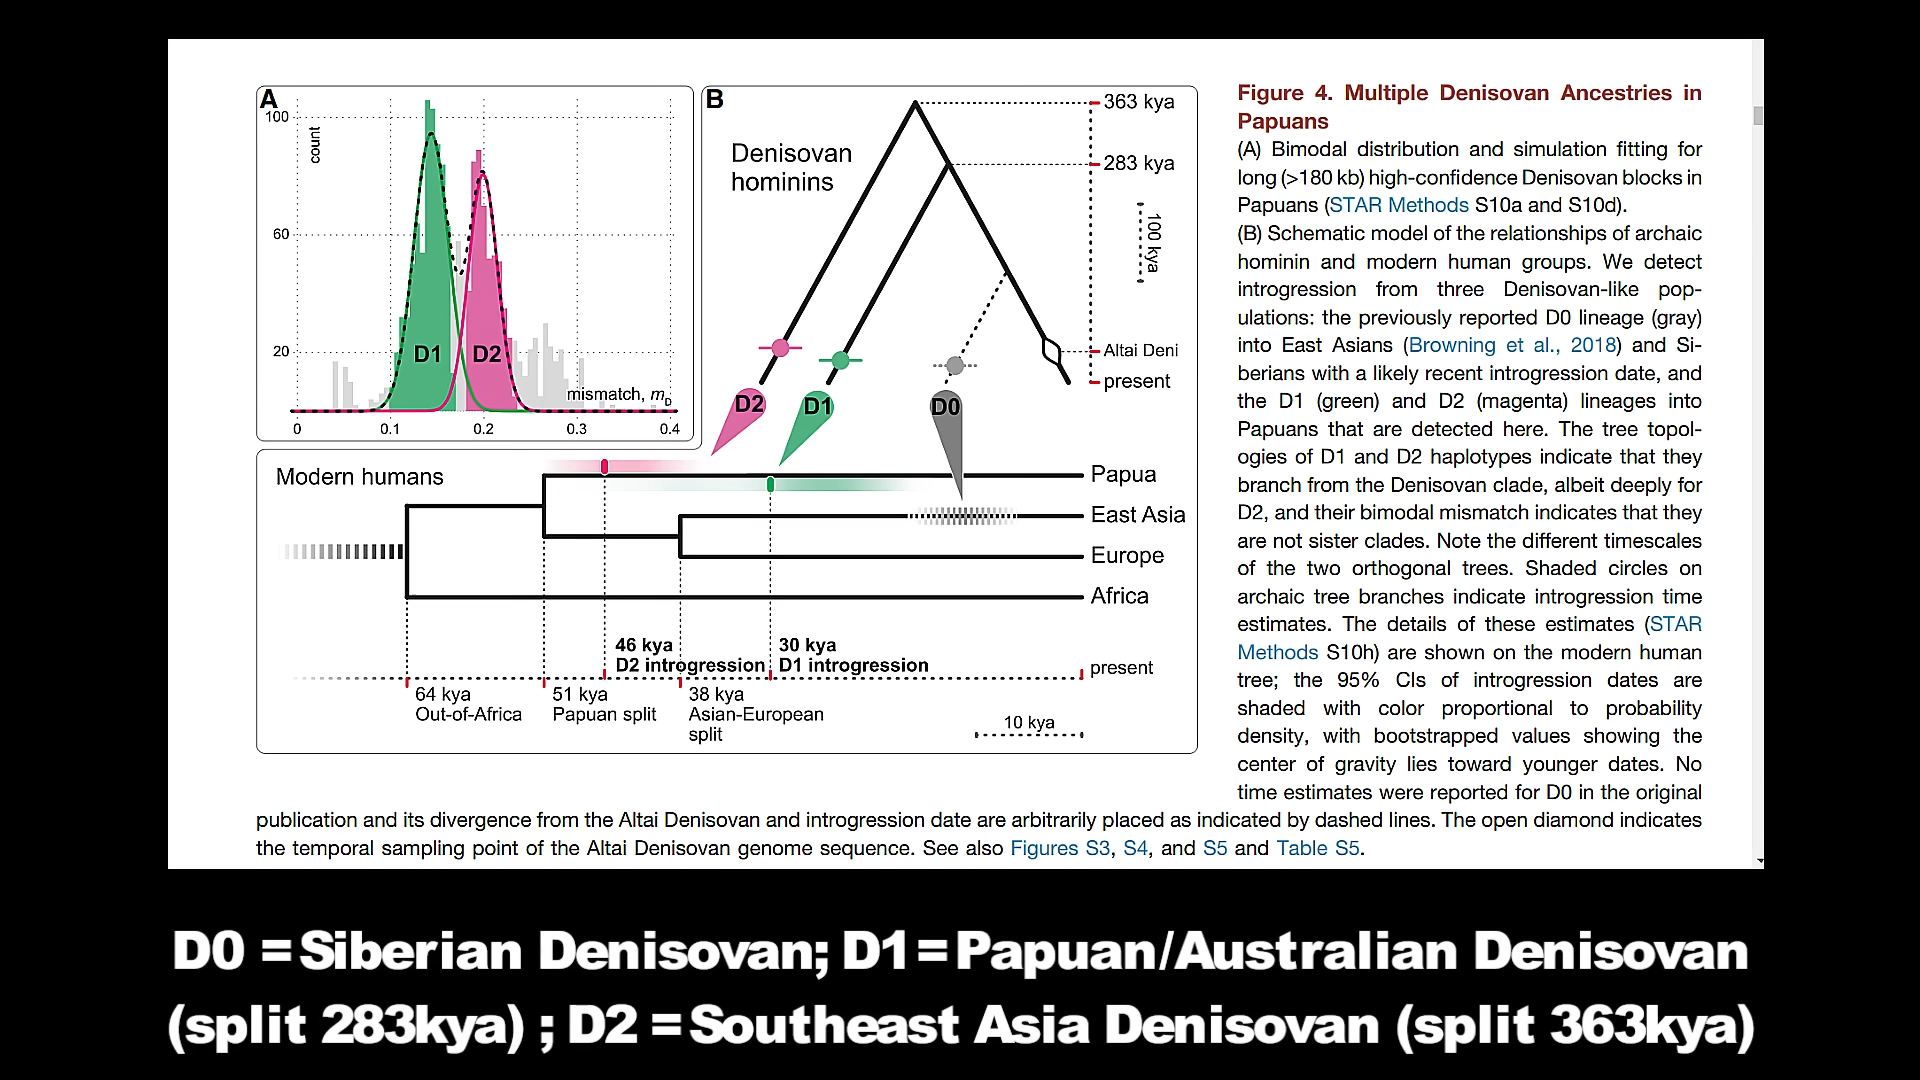 A
100
count
60
20
D1
D2
mismatch, mD
0
0.1
0.2
0.3
0.4
B
Denisovan
hominins
363 kya
283 kya
100 kya
Altai Deni
present
D2
D1
D0
Modern humans
Papua
East Asia
Europe
Africa
46 kya
D2 introgression
30 kya
D1 introgression
present
64 kya
Out-of-Africa
51 kya
Papuan split
38 kya
Asian-European
split
10 kya
Figure 4. Multiple Denisovan Ancestries in
Papuans
(A) Bimodal distribution and simulation fitting for
long (>180 kb) high-confidence Denisovan blocks in
Papuans (STAR Methods S10a and S10d).
(B) Schematic model of the relationships of archaic
hominin and modern human groups. We detect
introgression from three Denisovan-like pop-
ulations: the previously reported D0 lineage (gray)
into East Asians (Browning et al., 2018) and Si-
berians with a likely recent introgression date, and
the D1 (green) and D2 (magenta) lineages into
Papuans that are detected here. The tree topol-
ogies of D1 and D2 haplotypes indicate that they
branch from the Denisovan clade, albeit deeply for
D2, and their bimodal mismatch indicates that they
are not sister clades. Note the different timescales
of the two orthogonal trees. Shaded circles on
archaic tree branches indicate introgression time
estimates. The details of these estimates (STAR
Methods S10h) are shown on the modern human
tree; the 95% CIs of introgression dates are
shaded with color proportional to probability
density, with bootstrapped values showing the
center of gravity lies toward younger dates. No
time estimates were reported for D0 in the original
publication and its divergence from the Altai Denisovan and introgression date are arbitrarily placed as indicated by dashed lines. The open diamond indicates
the temporal sampling point of the Altai Denisovan genome sequence. See also Figures S3, S4, and S5 and Table S5.
D0 =Siberian Denisovan; D1=Papuan/Australian Denisovan
(split 283kya) ; D2 =Southeast Asia Denisovan (split 363kya)